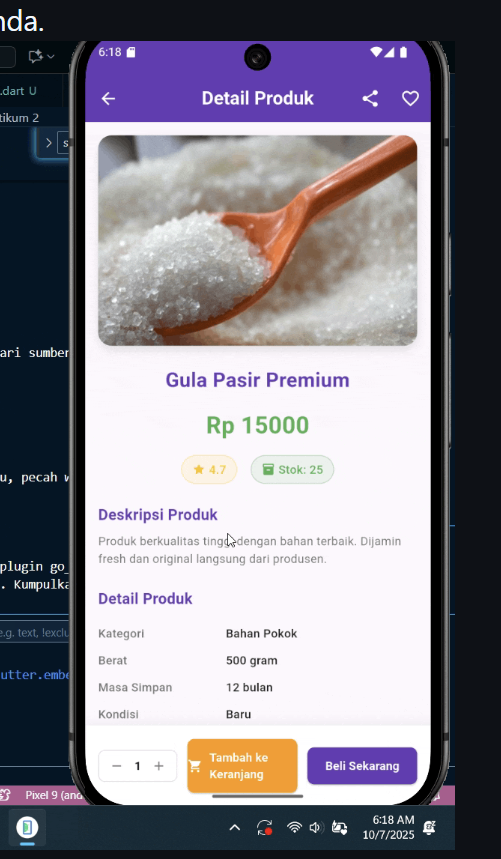 nda.
.dart U
tikum 2
ari sumber
u, pecah w
plugin go_
. Kumpulka
e.g. text, !exclu
utter.embe
Pixel 9 (and
6:18
Detail Produk
Gula Pasir Premium
Rp 15000
4.7
Stok: 25
Deskripsi Produk
Produk berkualitas tinggi dengan bahan terbaik. Dijamin
fresh dan original langsung dari produsen.
Detail Produk
Kategori Bahan Pokok
Berat 500 gram
Masa Simpan 12 bulan
Kondisi Baru
− 1 +
Tambah ke
Keranjang
Beli Sekarang
6:18 AM
10/7/2025